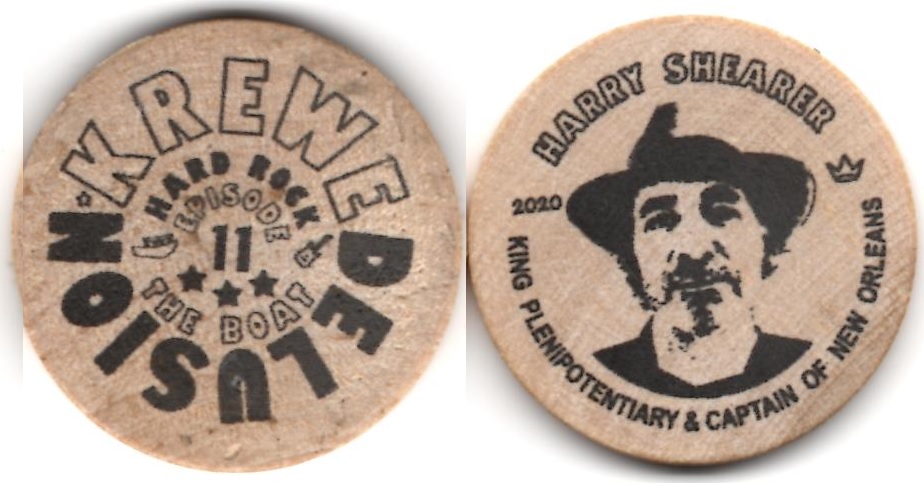 KREWE DELUSION
HARD ROCK
EPISODE
11
THE BOAT
HARRY SHEARER
2020
KING PLENIPOTENTIARY & CAPTAIN OF NEW ORLEANS